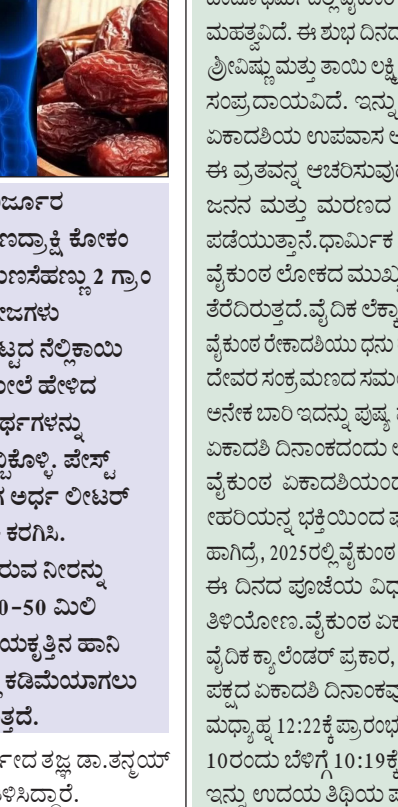 ರ್ಜೂರ
ಣದ್ರಾಕ್ಷಿ ಕೋಕಂ
ಣಸೆಹಣ್ಣು 2 ಗ್ರಾಂ
ೀಜಗಳು
ಟ್ಟದ ನೆಲ್ಲಿಕಾಯಿ
ೇಲೆ ಹೇಳಿದ
ಾರ್ಥಗಳನ್ನು
ಬ್ಬಿಕೊಳ್ಳಿ. ಪೇಸ್ಟ್
ಅರ್ಧ ಲೀಟರ್
ಕರಗಿಸಿ.
ರುವ ನೀರನ್ನು
0-50 ಮಿಲಿ
ಯಕೃತ್ತಿನ ಹಾನಿ
ಕಡಿಮೆಯಾಗಲು
ತ್ತದೆ.
ರ್ವೇದ ತಜ್ಞ ಡಾ.ತನ್ಮಯ್
ಳಿಸಿದ್ದಾರೆ.
ಮಹತ್ವವಿದೆ. ಈ ಶುಭ ದಿನದ
ಶ್ರೀವಿಷ್ಣು ಮತ್ತು ತಾಯಿ ಲಕ್ಷ್ಮಿ
ಸಂಪ್ರದಾಯವಿದೆ. ಇನ್ನು
ಏಕಾದಶಿಯ ಉಪವಾಸ ಆ
ಈ ವ್ರತವನ್ನ ಆಚರಿಸುವುದ
ಜನನ ಮತ್ತು ಮರಣದ
ಪಡೆಯುತ್ತಾನೆ.ಧಾರ್ಮಿಕ
ವೈಕುಂಠ ಲೋಕದ ಮುಖ್ಯ
ತೆರೆದಿರುತ್ತದೆ.ವೈದಿಕ ಲೆಕ್ಕಾ
ವೈಕುಂಠ ರೇಕಾದಶಿಯು ಧನು
ದೇವರ ಸಂಕ್ರಮಣದ ಸಮ
ಅನೇಕ ಬಾರಿ ಇದನ್ನು ಪುಷ್ಯ
ಏಕಾದಶಿ ದಿನಾಂಕದಂದು
ವೈಕುಂಠ ಏಕಾದಶಿಯಂದ
ೀಹರಿಯನ್ನ ಭಕ್ತಿಯಿಂದ
ಹಾಗಿದ್ರೆ, 2025ರಲ್ಲಿ ವೈಕುಂಠ
ಈ ದಿನದ ಪೂಜೆಯ ವಿಧ
ತಿಳಿಯೋಣ.ವೈಕುಂಠ ಏಕ
ವೈದಿಕ ಕ್ಯಾಲೆಂಡರ್ ಪ್ರಕಾರ,
ಪಕ್ಷದ ಏಕಾದಶಿ ದಿನಾಂಕವು
ಮಧ್ಯಾಹ್ನ 12:22ಕ್ಕೆ ಪ್ರಾರಂಭ
10ರಂದು ಬೆಳಿಗ್ಗೆ 10:19ಕ್ಕೆ
ಇನ್ನು ಉದಯ ತಿಥಿಯ ಪ